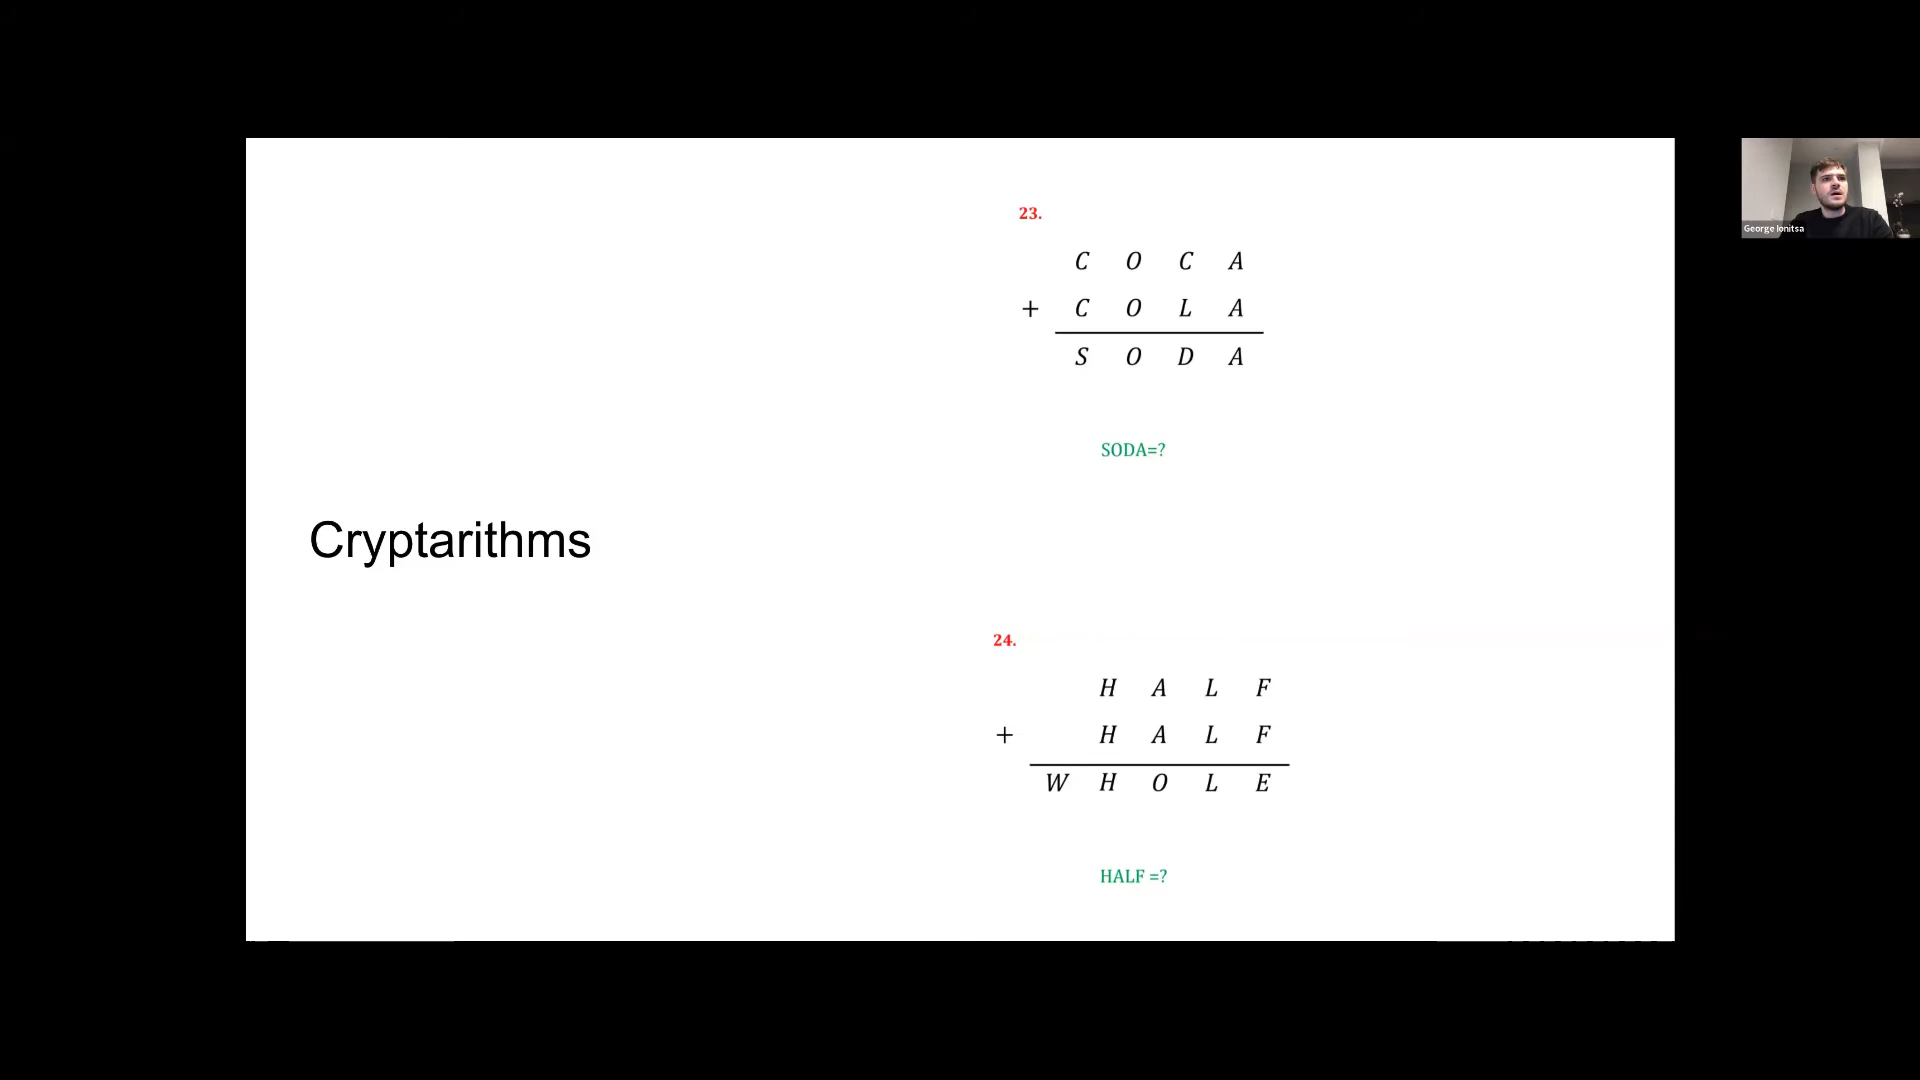 23.
C O C A
+ C O L A
S O D A
SODA=?
Cryptarithms
24.
H A L F
+ H A L F
W H O L E
HALF =?
George Ionitsa